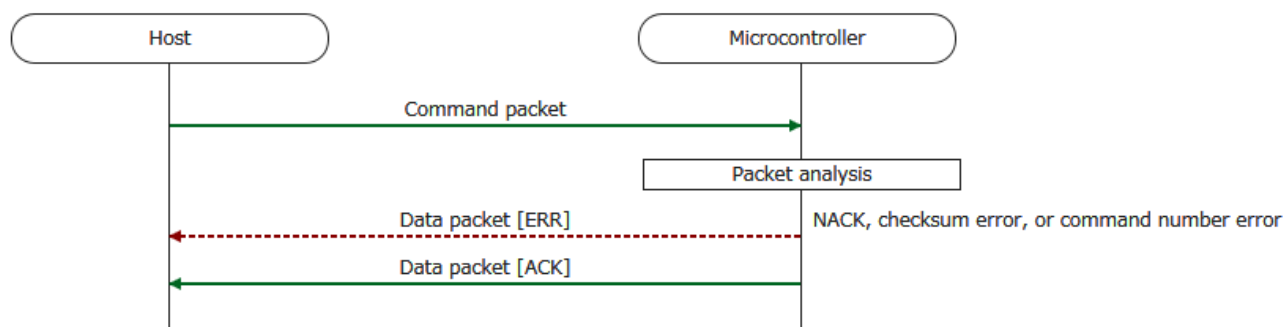 Host
Microcontroller
Command packet
Packet analysis
Data packet [ERR]
NACK, checksum error, or command number error
Data packet [ACK]